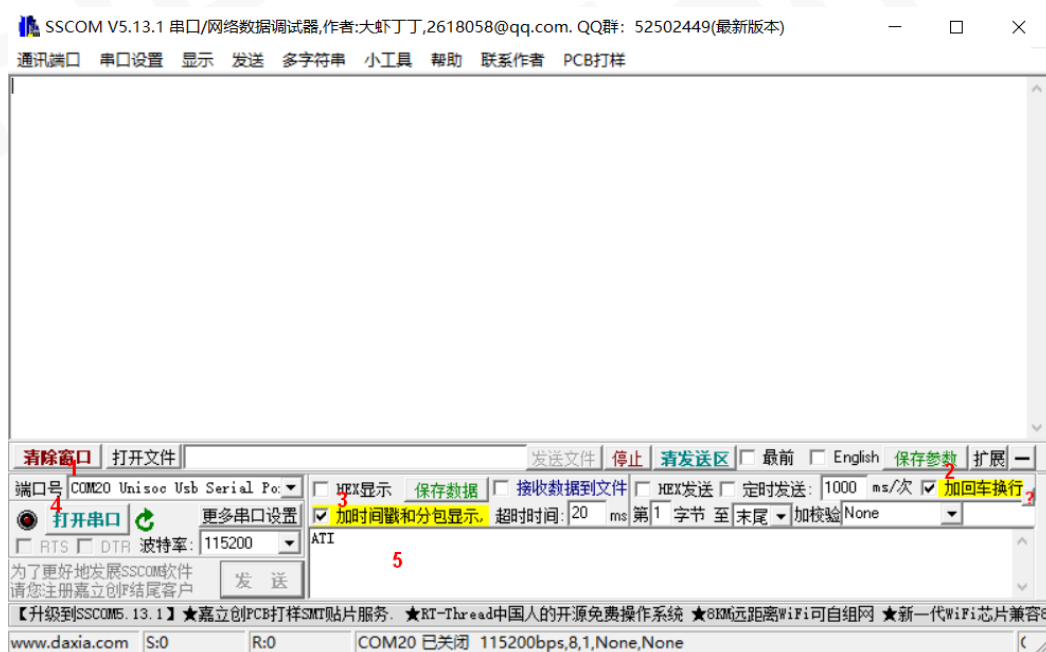 SSCOM V5.13.1 串口/网络数据调试器,作者:大虾丁丁,2618058@qq.com. QQ群: 52502449(最新版本)
通讯端口 串口设置 显示 发送 多字符串 小工具 帮助 联系作者 PCB打样
清除窗口 打开文件 发送文件 停止 清发送区 最前 English 保存参数 扩展
1 2
端口号 COM20 Unisoc Usb Serial Po: HEX显示 保存数据 接收数据到文件 HEX发送 定时发送: 1000 ms/次 加回车换行
4 3 ?
打开串口 更多串口设置 加时间戳和分包显示, 超时时间: 20 ms 第 1 字节 至 末尾 加校验 None
RTS DTR 波特率: 115200 ATI
5
为了更好地发展SSCOM软件
请您注册嘉立创F结尾客户 发 送
【升级到SSCOM5.13.1】★嘉立创PCB打样SMT贴片服务. ★RT-Thread中国人的开源免费操作系统 ★8KM远距离WiFi可自组网 ★新一代WiFi芯片兼容8
www.daxia.com S:0 R:0 COM20 已关闭 115200bps,8,1,None,None